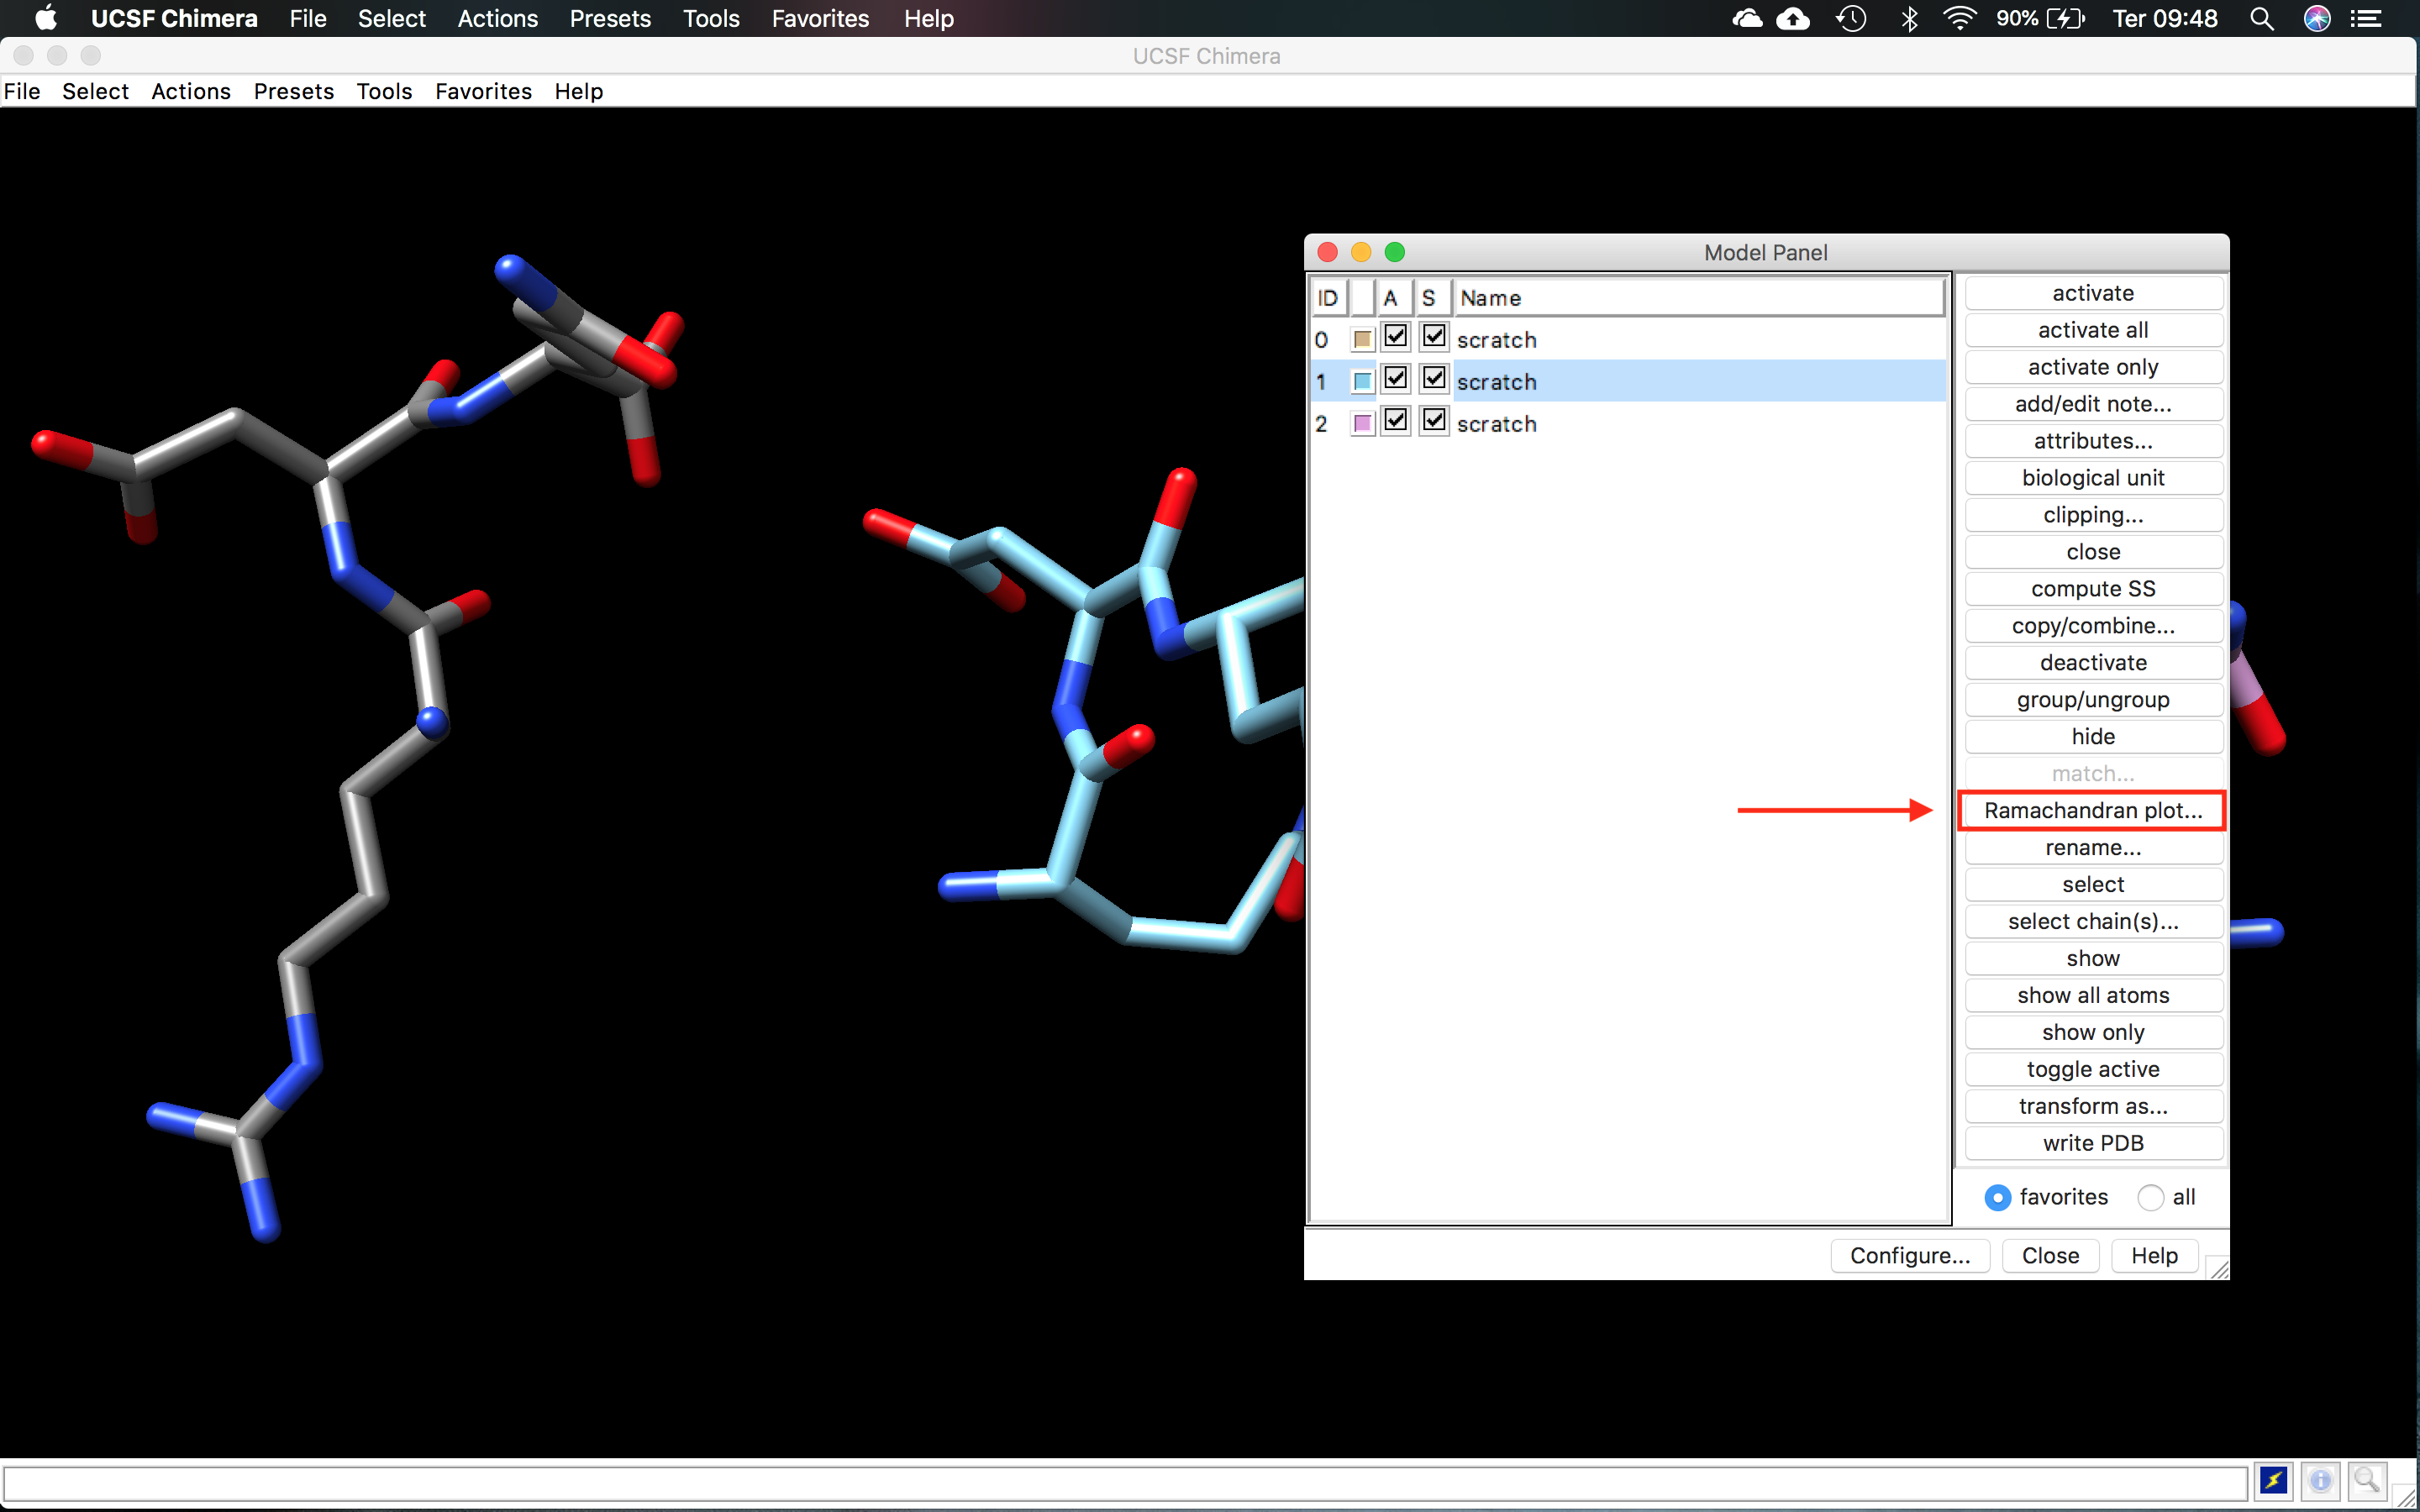 UCSF Chimera File Select Actions Presets Tools Favorites Help 90% Ter 09:48
UCSF Chimera
File Select Actions Presets Tools Favorites Help
Model Panel
ID A S Name
0 scratch
1 scratch
2 scratch
activate
activate all
activate only
add/edit note...
attributes...
biological unit
clipping...
close
compute SS
copy/combine...
deactivate
group/ungroup
hide
match...
Ramachandran plot...
rename...
select
select chain(s)...
show
show all atoms
show only
toggle active
transform as...
write PDB
favorites all
Configure... Close Help